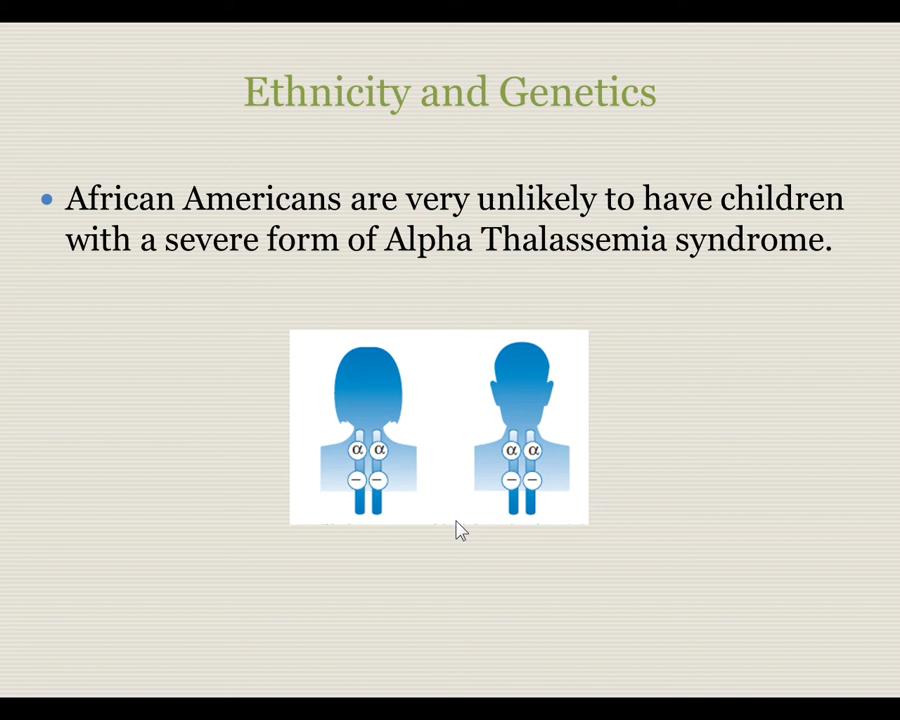 Ethnicity and Genetics
• African Americans are very unlikely to have children
with a severe form of Alpha Thalassemia syndrome.
α α α α
− − − −